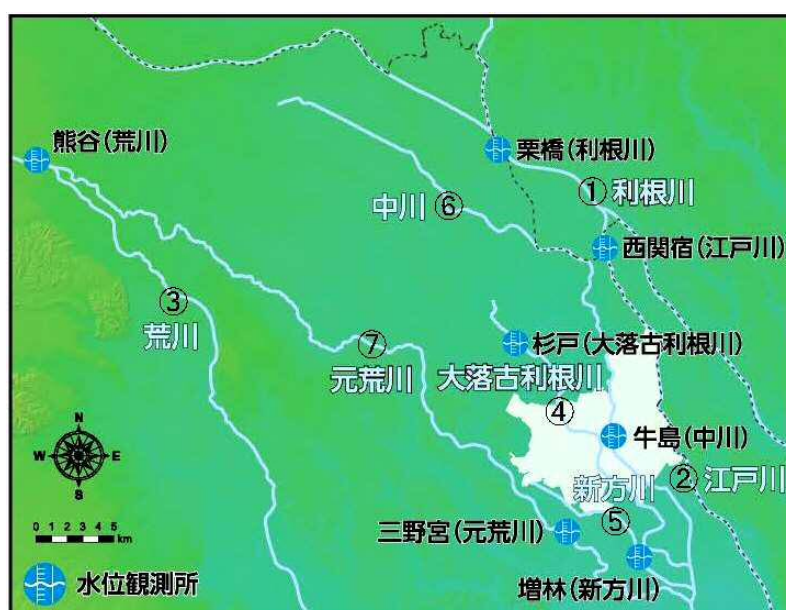 熊谷(荒川)
栗橋(利根川)
①利根川
中川⑥
西関宿(江戸川)
③
荒川
⑦
元荒川
杉戸(大落古利根川)
大落古利根川
④
牛島(中川)
②江戸川
新方川
⑤
三野宮(元荒川)
増林(新方川)
N
W E
S
0 1 2 3 4 5
km
水位観測所